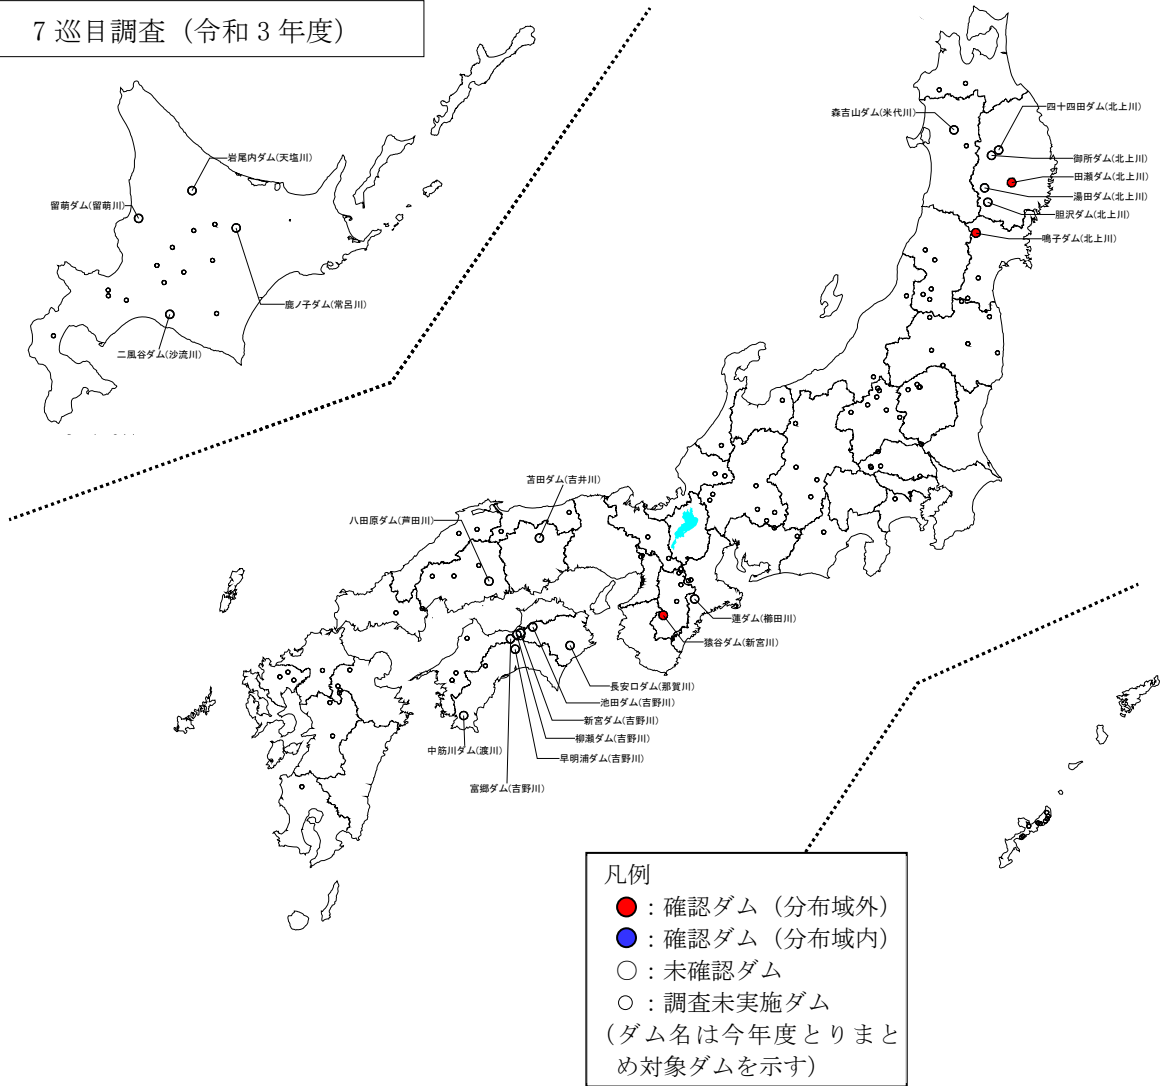 7 巡目調査（令和 3 年度）
岩尾内ダム(天塩川)
留萌ダム(留萌川)
鹿ノ子ダム(常呂川)
二風谷ダム(沙流川)
森吉山ダム(米代川)
四十四田ダム(北上川)
御所ダム(北上川)
田瀬ダム(北上川)
湯田ダム(北上川)
胆沢ダム(北上川)
鳴子ダム(北上川)
苫田ダム(吉井川)
八田原ダム(芦田川)
蓮ダム(櫛田川)
猿谷ダム(新宮川)
長安口ダム(那賀川)
池田ダム(吉野川)
新宮ダム(吉野川)
柳瀬ダム(吉野川)
早明浦ダム(吉野川)
中筋川ダム(渡川)
富郷ダム(吉野川)
凡例
：確認ダム（分布域外）
：確認ダム（分布域内）
：未確認ダム
：調査未実施ダム
（ダム名は今年度とりまと
め対象ダムを示す）